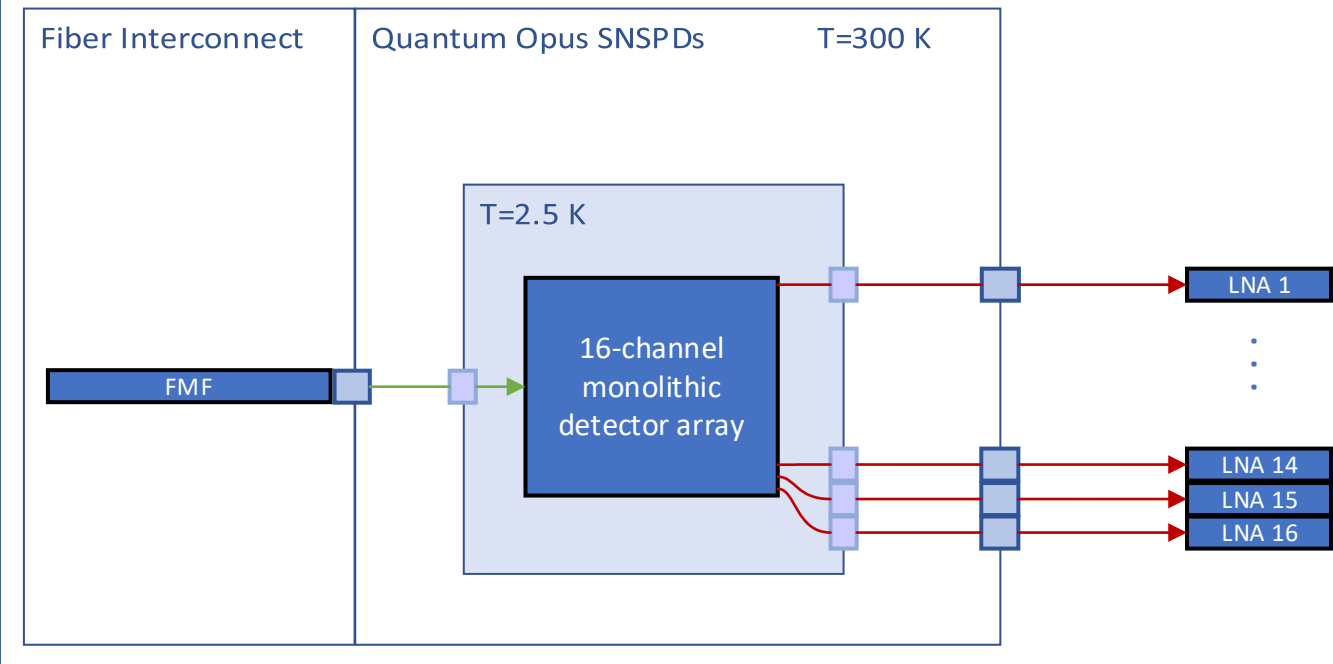 Fiber Interconnect
Quantum Opus SNSPDs
T=300 K
T=2.5 K
16-channel
monolithic
detector array
FMF
LNA 1
LNA 14
LNA 15
LNA 16